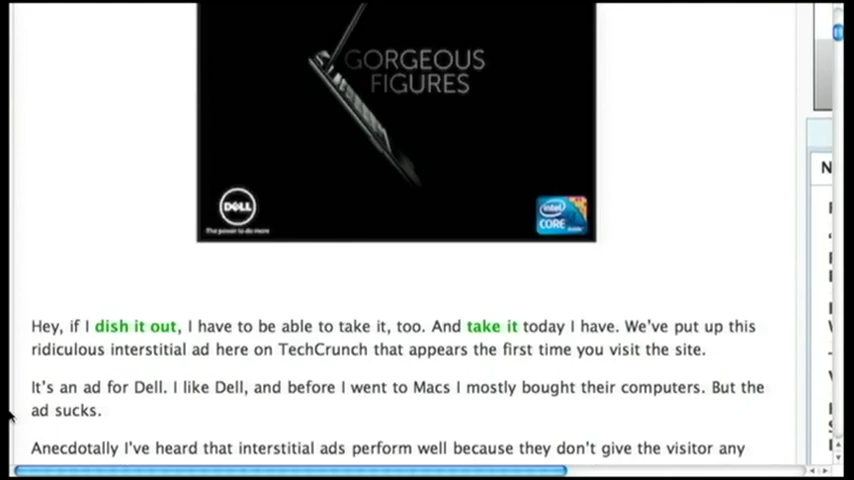 GORGEOUS
FIGURES
DELL
The power to do more
intel
CORE
N
Hey, if I dish it out, I have to be able to take it, too. And take it today I have. We've put up this
ridiculous interstitial ad here on TechCrunch that appears the first time you visit the site.
It's an ad for Dell. I like Dell, and before I went to Macs I mostly bought their computers. But the
ad sucks.
Anecdotally I've heard that interstitial ads perform well because they don't give the visitor any